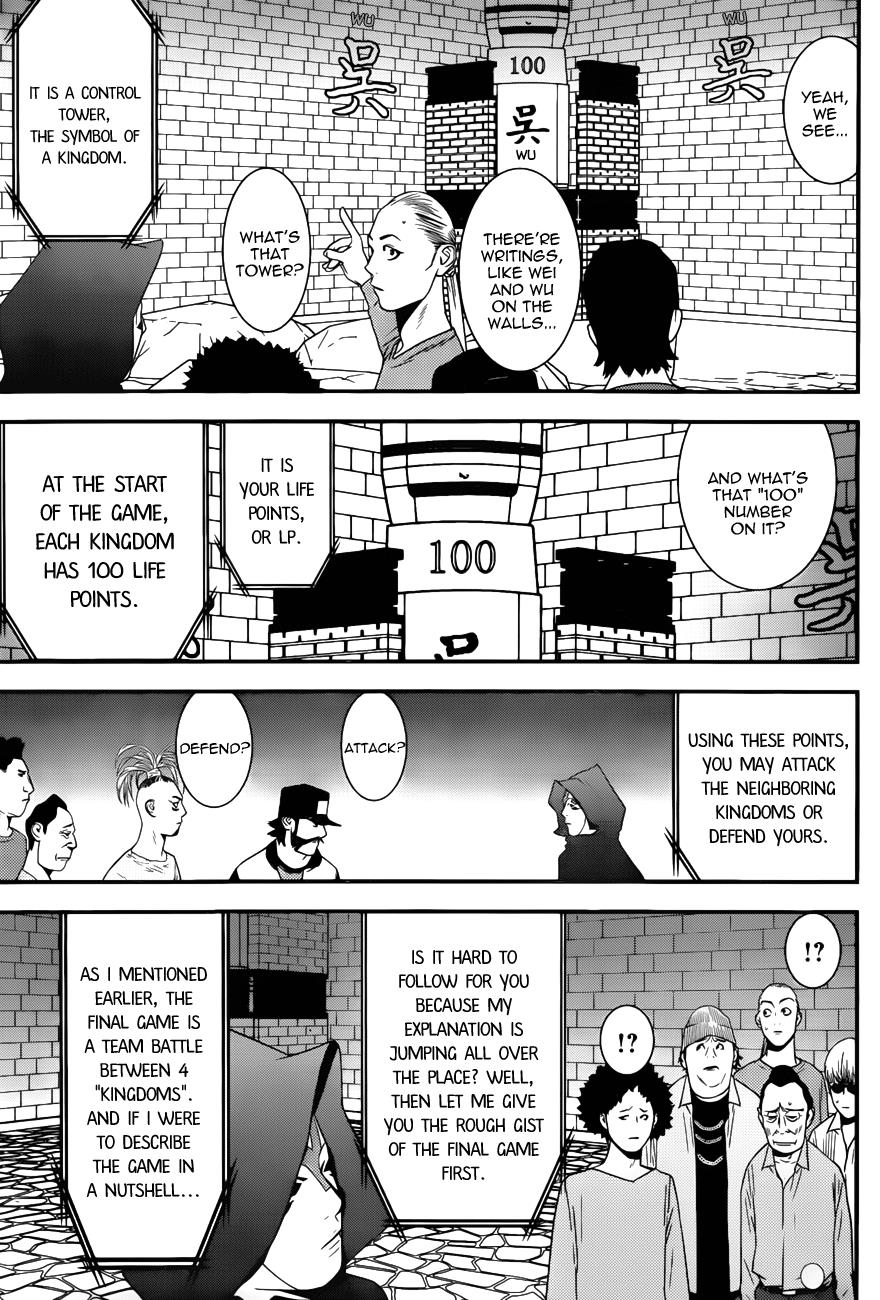 YEAH,
WE
SEE...
THERE'RE
WRITINGS,
LIKE WEI
AND WU
ON THE
WALLS...
WHAT'S
THAT
TOWER?
IT IS A CONTROL
TOWER,
THE SYMBOL OF
A KINGDOM.
WU
呉
WU
呉
100
呉
WU
AND WHAT'S
THAT "100"
NUMBER
ON IT?
100
呉
呉
IT IS
YOUR LIFE
POINTS,
OR LP.
AT THE START
OF THE GAME,
EACH KINGDOM
HAS 100 LIFE
POINTS.
USING THESE POINTS,
YOU MAY ATTACK
THE NEIGHBORING
KINGDOMS OR
DEFEND YOURS.
ATTACK?
DEFEND?
!?
!?
IS IT HARD TO
FOLLOW FOR YOU
BECAUSE MY
EXPLANATION IS
JUMPING ALL OVER
THE PLACE? WELL,
THEN LET ME GIVE
YOU THE ROUGH GIST
OF THE FINAL GAME
FIRST.
AS I MENTIONED
EARLIER, THE
FINAL GAME IS
A TEAM BATTLE
BETWEEN 4
"KINGDOMS".
AND IF I WERE
TO DESCRIBE
THE GAME IN
A NUTSHELL...